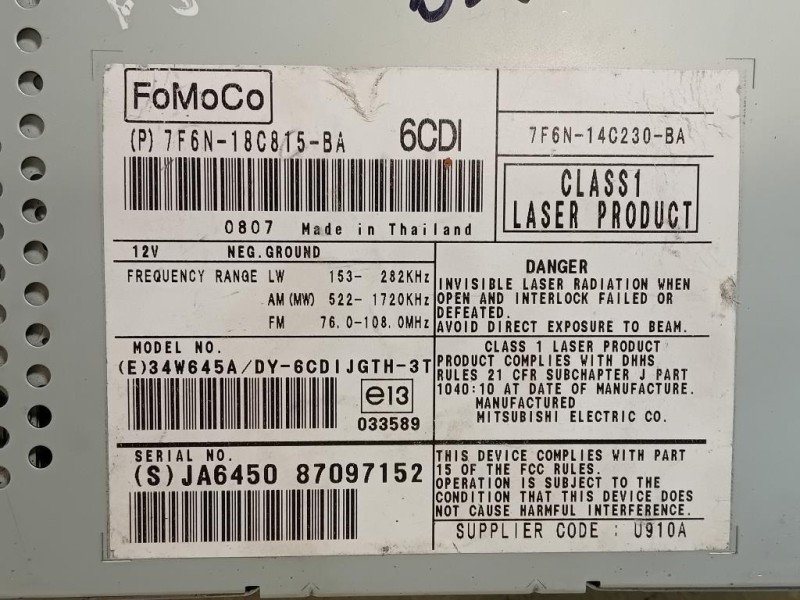 FoMoCo
(P) 7F6N-18C815-BA 6CDI
0807 Made in Thailand
7F6N-14C230-BA
CLASS1
LASER PRODUCT
12V NEG.GROUND
FREQUENCY RANGE LW 153- 282KHz
AM(MW) 522-1720KHz
FM 76.0-108.0MHz
MODEL NO.
(E)34W645A/DY-6CDIJGTH-3T
e13
033589
SERIAL NO.
(S)JA6450 87097152
DANGER
INVISIBLE LASER RADIATION WHEN
OPEN AND INTERLOCK FAILED OR
DEFEATED.
AVOID DIRECT EXPOSURE TO BEAM.
CLASS 1 LASER PRODUCT
PRODUCT COMPLIES WITH DHHS
RULES 21 CFR SUBCHAPTER J PART
1040:10 AT DATE OF MANUFACTURE.
MANUFACTURED
MITSUBISHI ELECTRIC CO.
THIS DEVICE COMPLIES WITH PART
15 OF THE FCC RULES.
OPERATION IS SUBJECT TO THE
CONDITION THAT THIS DEVICE DOES
NOT CAUSE HARMFUL INTERFERENCE.
SUPPLIER CODE : U910A